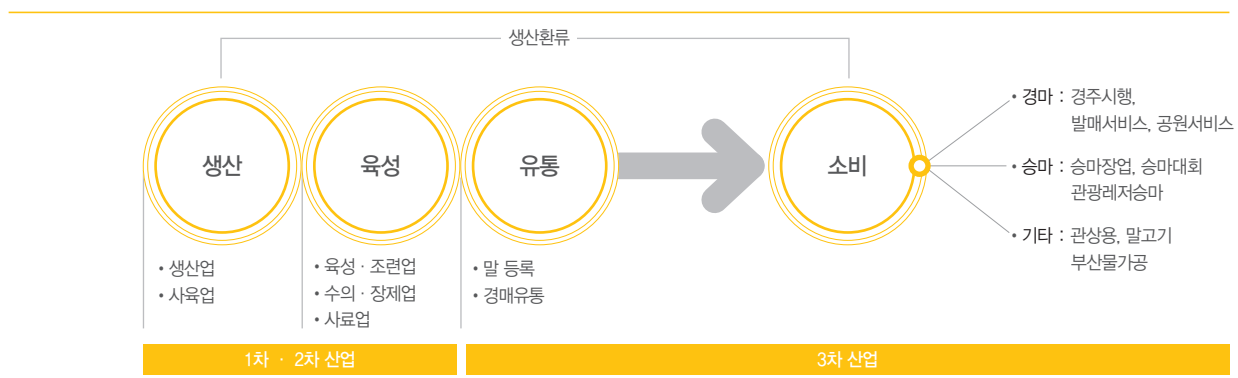 생산환류
생산
육성
유통
소비
• 경마 : 경주시행,
발매서비스, 공원서비스
• 승마 : 승마장업, 승마대회
관광레저승마
• 기타 : 관상용, 말고기
부산물가공
• 생산업
• 사육업
• 육성 · 조련업
• 수의 · 장제업
• 사료업
• 말 등록
• 경매유통
1차 · 2차 산업
3차 산업